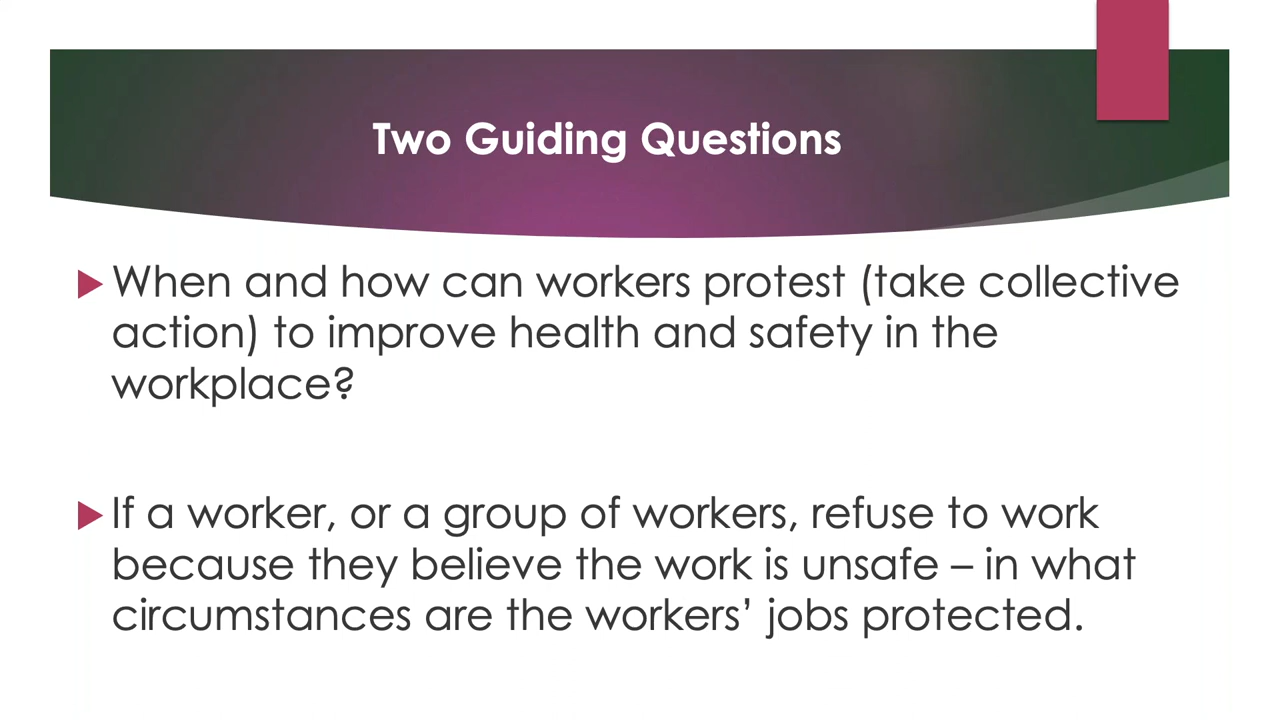 Two Guiding Questions
When and how can workers protest (take collective
action) to improve health and safety in the
workplace?
If a worker, or a group of workers, refuse to work
because they believe the work is unsafe – in what
circumstances are the workers’ jobs protected.